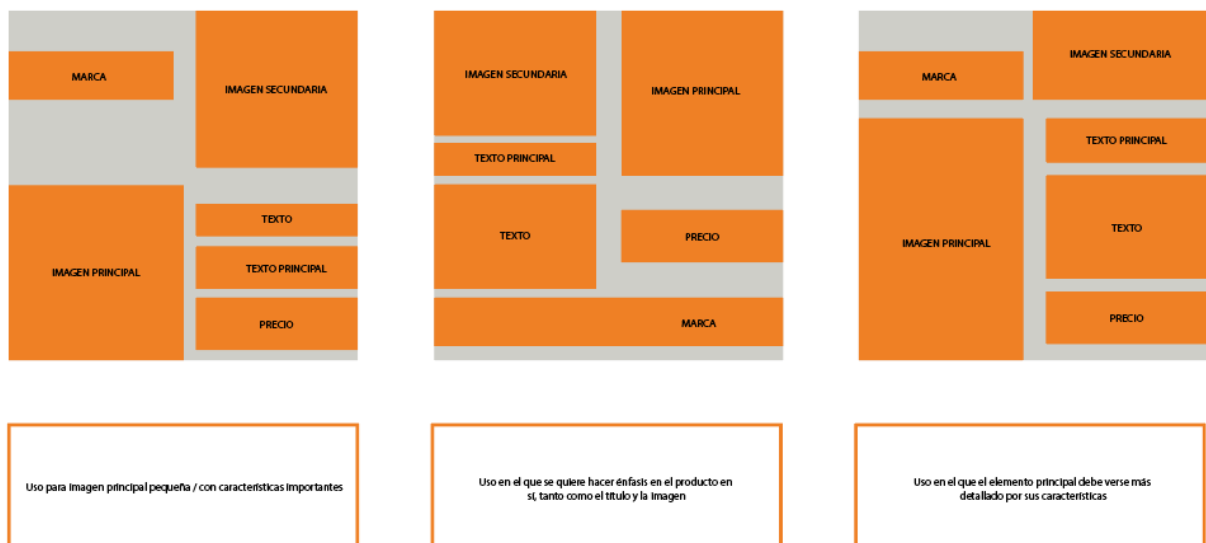 MARCA
IMAGEN SECUNDARIA
IMAGEN PRINCIPAL
TEXTO
TEXTO PRINCIPAL
PRECIO
IMAGEN SECUNDARIA
IMAGEN PRINCIPAL
TEXTO PRINCIPAL
TEXTO
PRECIO
MARCA
IMAGEN SECUNDARIA
MARCA
TEXTO PRINCIPAL
IMAGEN PRINCIPAL
TEXTO
PRECIO
Uso para imagen principal pequeña / con características importantes
Uso en el que se quiere hacer énfasis en el producto en
sí, tanto como el título y la imagen
Uso en el que el elemento principal debe verse más
detallado por sus características